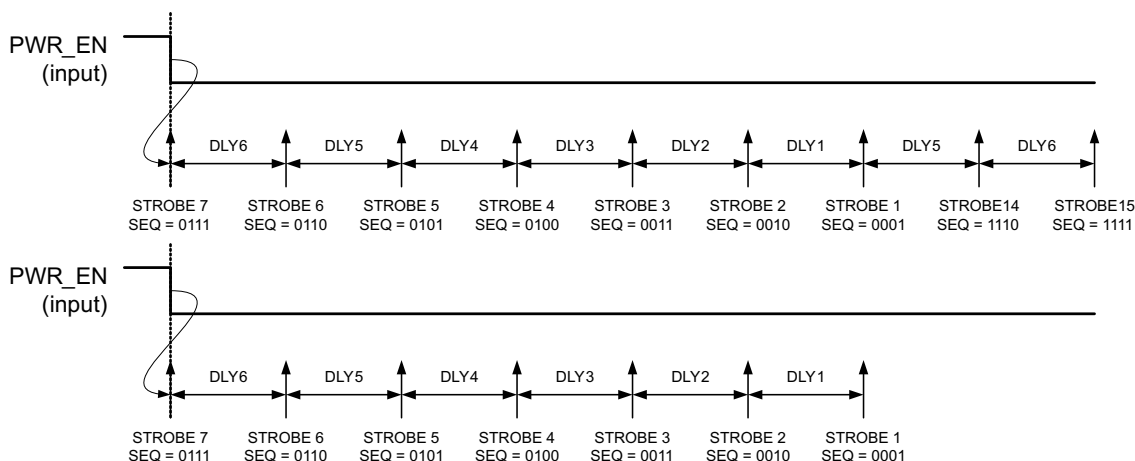 PWR_EN
(input)
DLY6 DLY5 DLY4 DLY3 DLY2 DLY1 DLY5 DLY6
STROBE 7 STROBE 6 STROBE 5 STROBE 4 STROBE 3 STROBE 2 STROBE 1 STROBE14 STROBE15
SEQ = 0111 SEQ = 0110 SEQ = 0101 SEQ = 0100 SEQ = 0011 SEQ = 0010 SEQ = 0001 SEQ = 1110 SEQ = 1111
PWR_EN
(input)
DLY6 DLY5 DLY4 DLY3 DLY2 DLY1
STROBE 7 STROBE 6 STROBE 5 STROBE 4 STROBE 3 STROBE 2 STROBE 1
SEQ = 0111 SEQ = 0110 SEQ = 0101 SEQ = 0100 SEQ = 0011 SEQ = 0010 SEQ = 0001